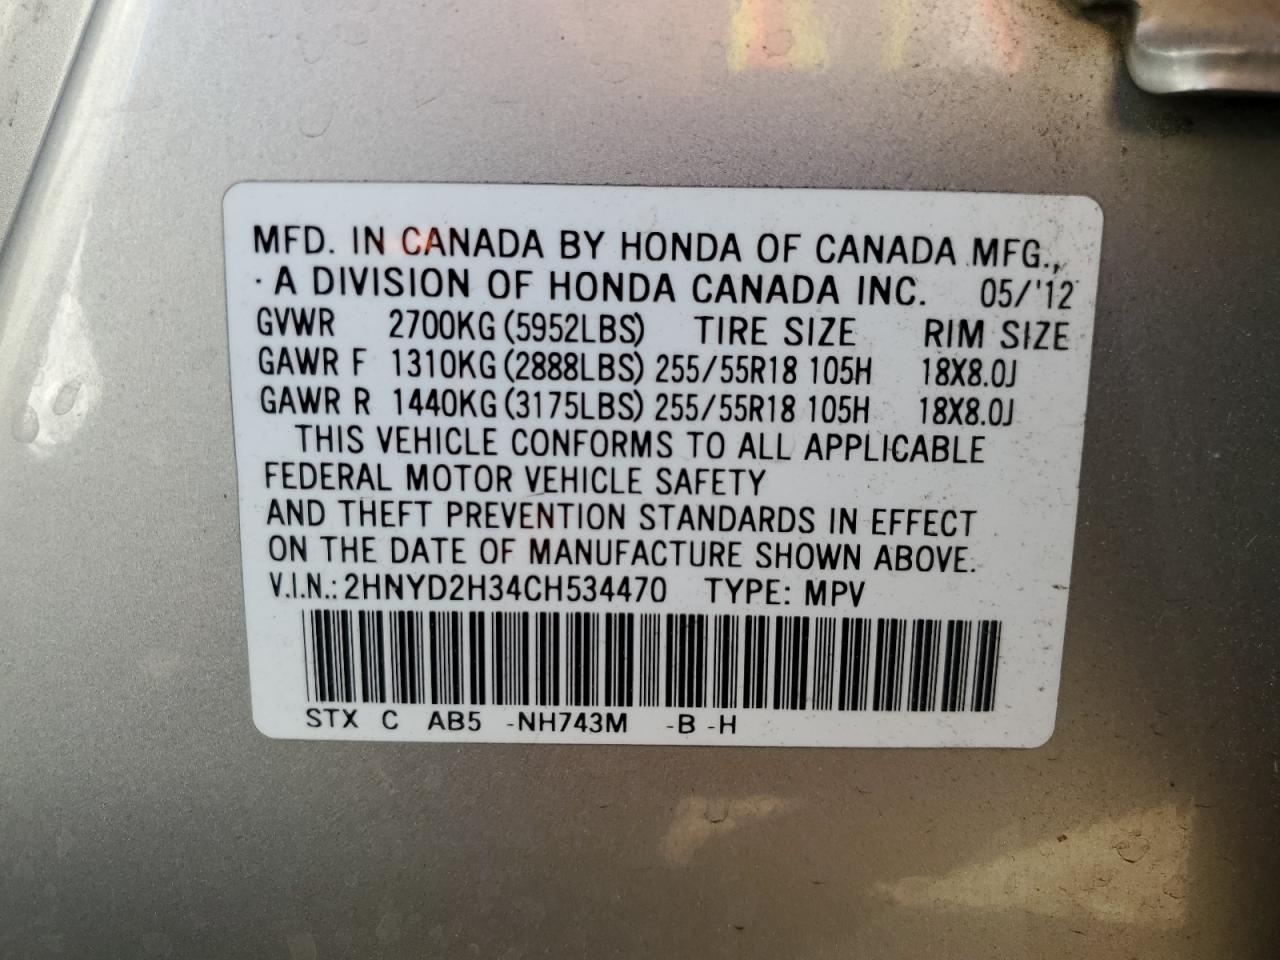 MFD. IN CANADA BY HONDA OF CANADA MFG.,
A DIVISION OF HONDA CANADA INC. 05/'12
GVWR 2700KG (5952LBS) TIRE SIZE RIM SIZE
GAWR F 1310KG (2888LBS) 255/55R18 105H 18X8.0J
GAWR R 1440KG (3175LBS) 255/55R18 105H 18X8.0J
THIS VEHICLE CONFORMS TO ALL APPLICABLE
FEDERAL MOTOR VEHICLE SAFETY
AND THEFT PREVENTION STANDARDS IN EFFECT
ON THE DATE OF MANUFACTURE SHOWN ABOVE.
V.I.N.: 2HNYD2H34CH534470 TYPE: MPV
STX C AB5 -NH743M -B -H